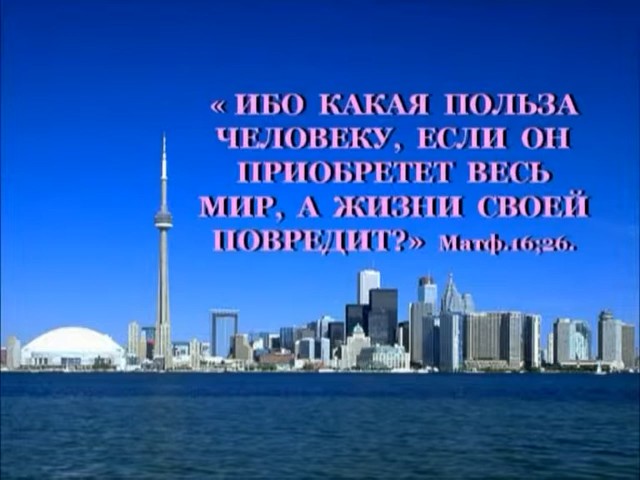 « ИБО КАКАЯ ПОЛЬЗА
ЧЕЛОВЕКУ, ЕСЛИ ОН
ПРИОБРЕТЕТ ВЕСЬ
МИР, А ЖИЗНИ СВОЕЙ
ПОВРЕДИТ?» Матф.16;26.